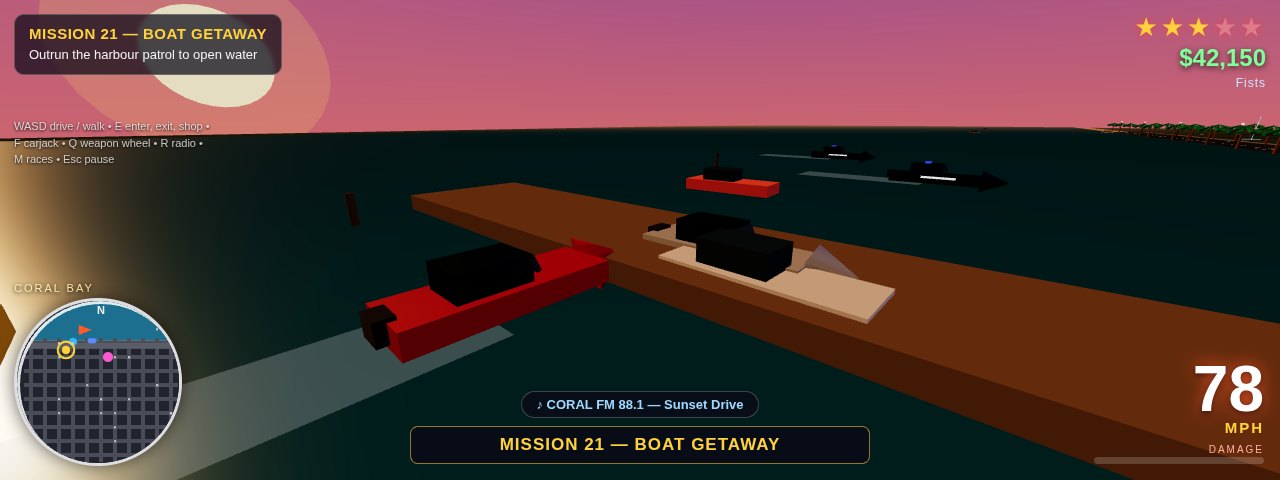 MISSION 21 — BOAT GETAWAY
Outrun the harbour patrol to open water
★★★★★
$42,150
Fists
WASD drive / walk • E enter, exit, shop •
F carjack • Q weapon wheel • R radio •
M races • Esc pause
CORAL BAY
N
♪ CORAL FM 88.1 — Sunset Drive
MISSION 21 — BOAT GETAWAY
78
MPH
DAMAGE